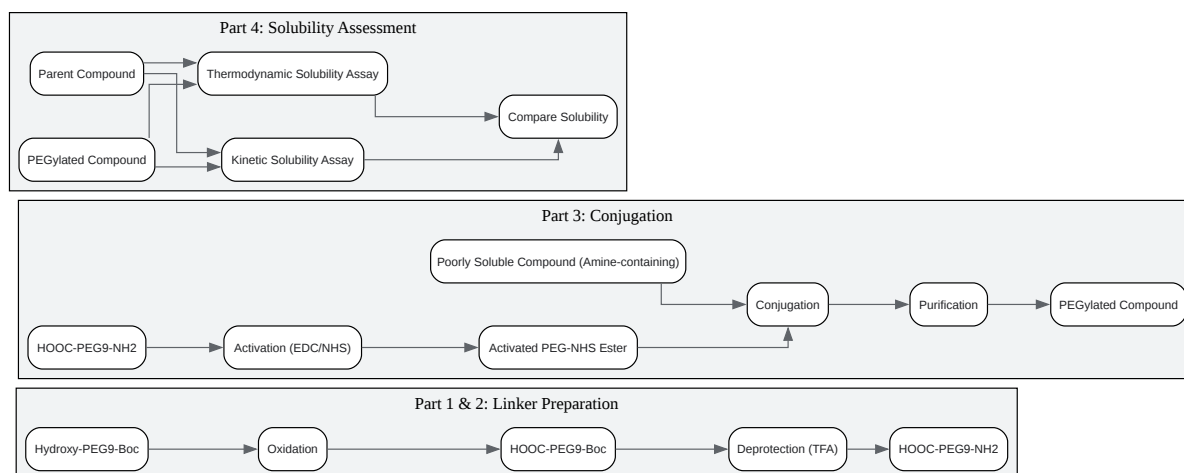 Part 4: Solubility Assessment
Parent Compound
Thermodynamic Solubility Assay
Compare Solubility
PEGylated Compound
Kinetic Solubility Assay
Part 3: Conjugation
Poorly Soluble Compound (Amine-containing)
Conjugation
Purification
PEGylated Compound
HOOC-PEG9-NH2
Activation (EDC/NHS)
Activated PEG-NHS Ester
Part 1 & 2: Linker Preparation
Hydroxy-PEG9-Boc
Oxidation
HOOC-PEG9-Boc
Deprotection (TFA)
HOOC-PEG9-NH2